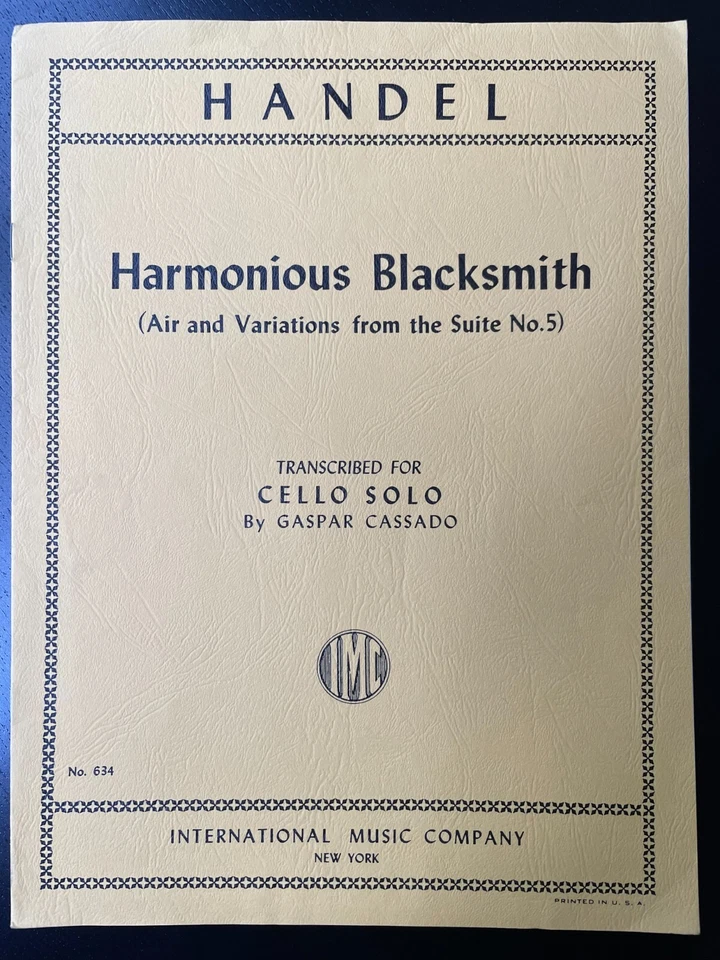 HANDEL
Harmonious Blacksmith
(Air and Variations from the Suite No.5)
TRANSCRIBED FOR
CELLO SOLO
By GASPAR CASSADO
IMC
No. 634
INTERNATIONAL MUSIC COMPANY
NEW YORK
PRINTED IN U. S. A.